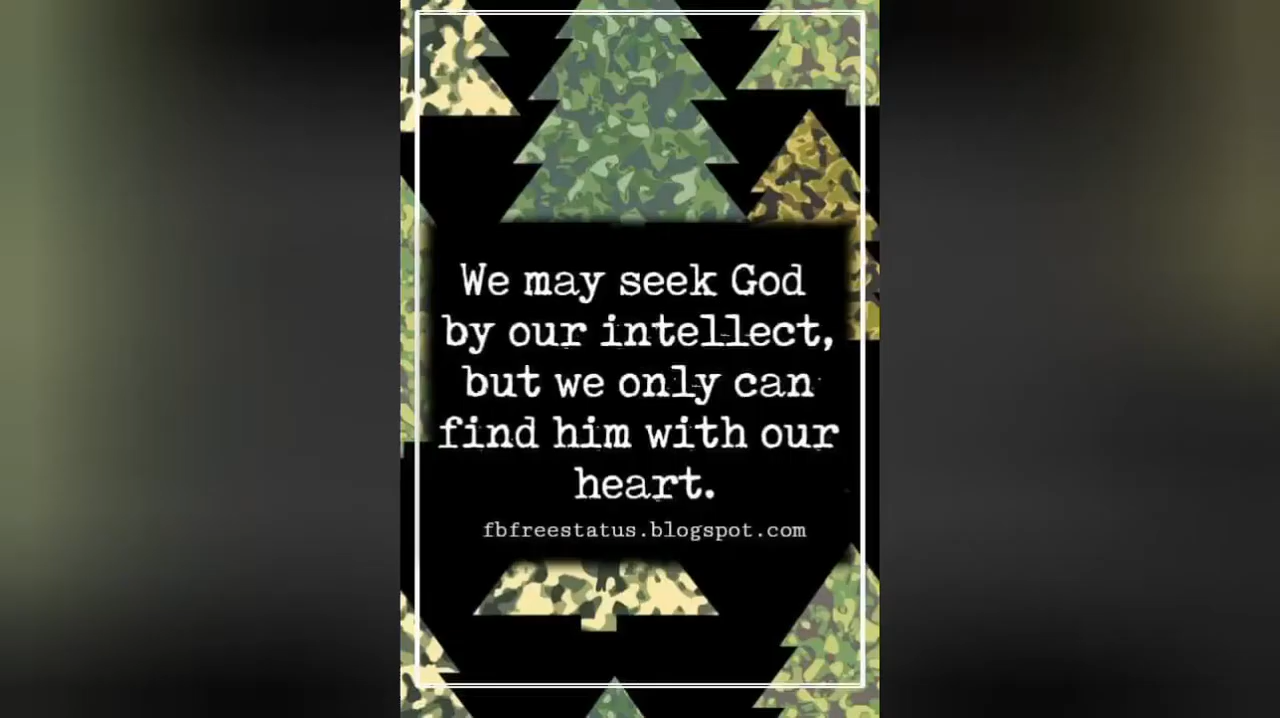 We may seek God
by our intellect,
but we only can
find him with our
heart.
fbfreestatus.blogspot.com